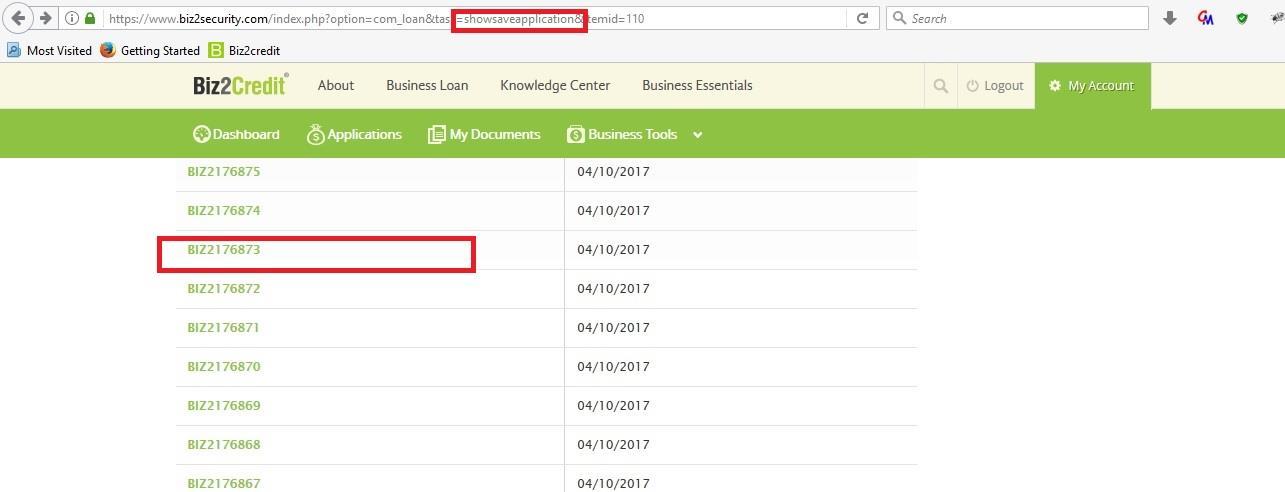 https://www.biz2security.com/index.php?option=com_loan&tas =showsaveapplication& temid=110
Search
Most Visited Getting Started Biz2credit
Biz2Credit® About Business Loan Knowledge Center Business Essentials Logout My Account
Dashboard Applications My Documents Business Tools
BIZ2176875 04/10/2017
BIZ2176874 04/10/2017
BIZ2176873 04/10/2017
BIZ2176872 04/10/2017
BIZ2176871 04/10/2017
BIZ2176870 04/10/2017
BIZ2176869 04/10/2017
BIZ2176868 04/10/2017
BIZ2176867 04/10/2017